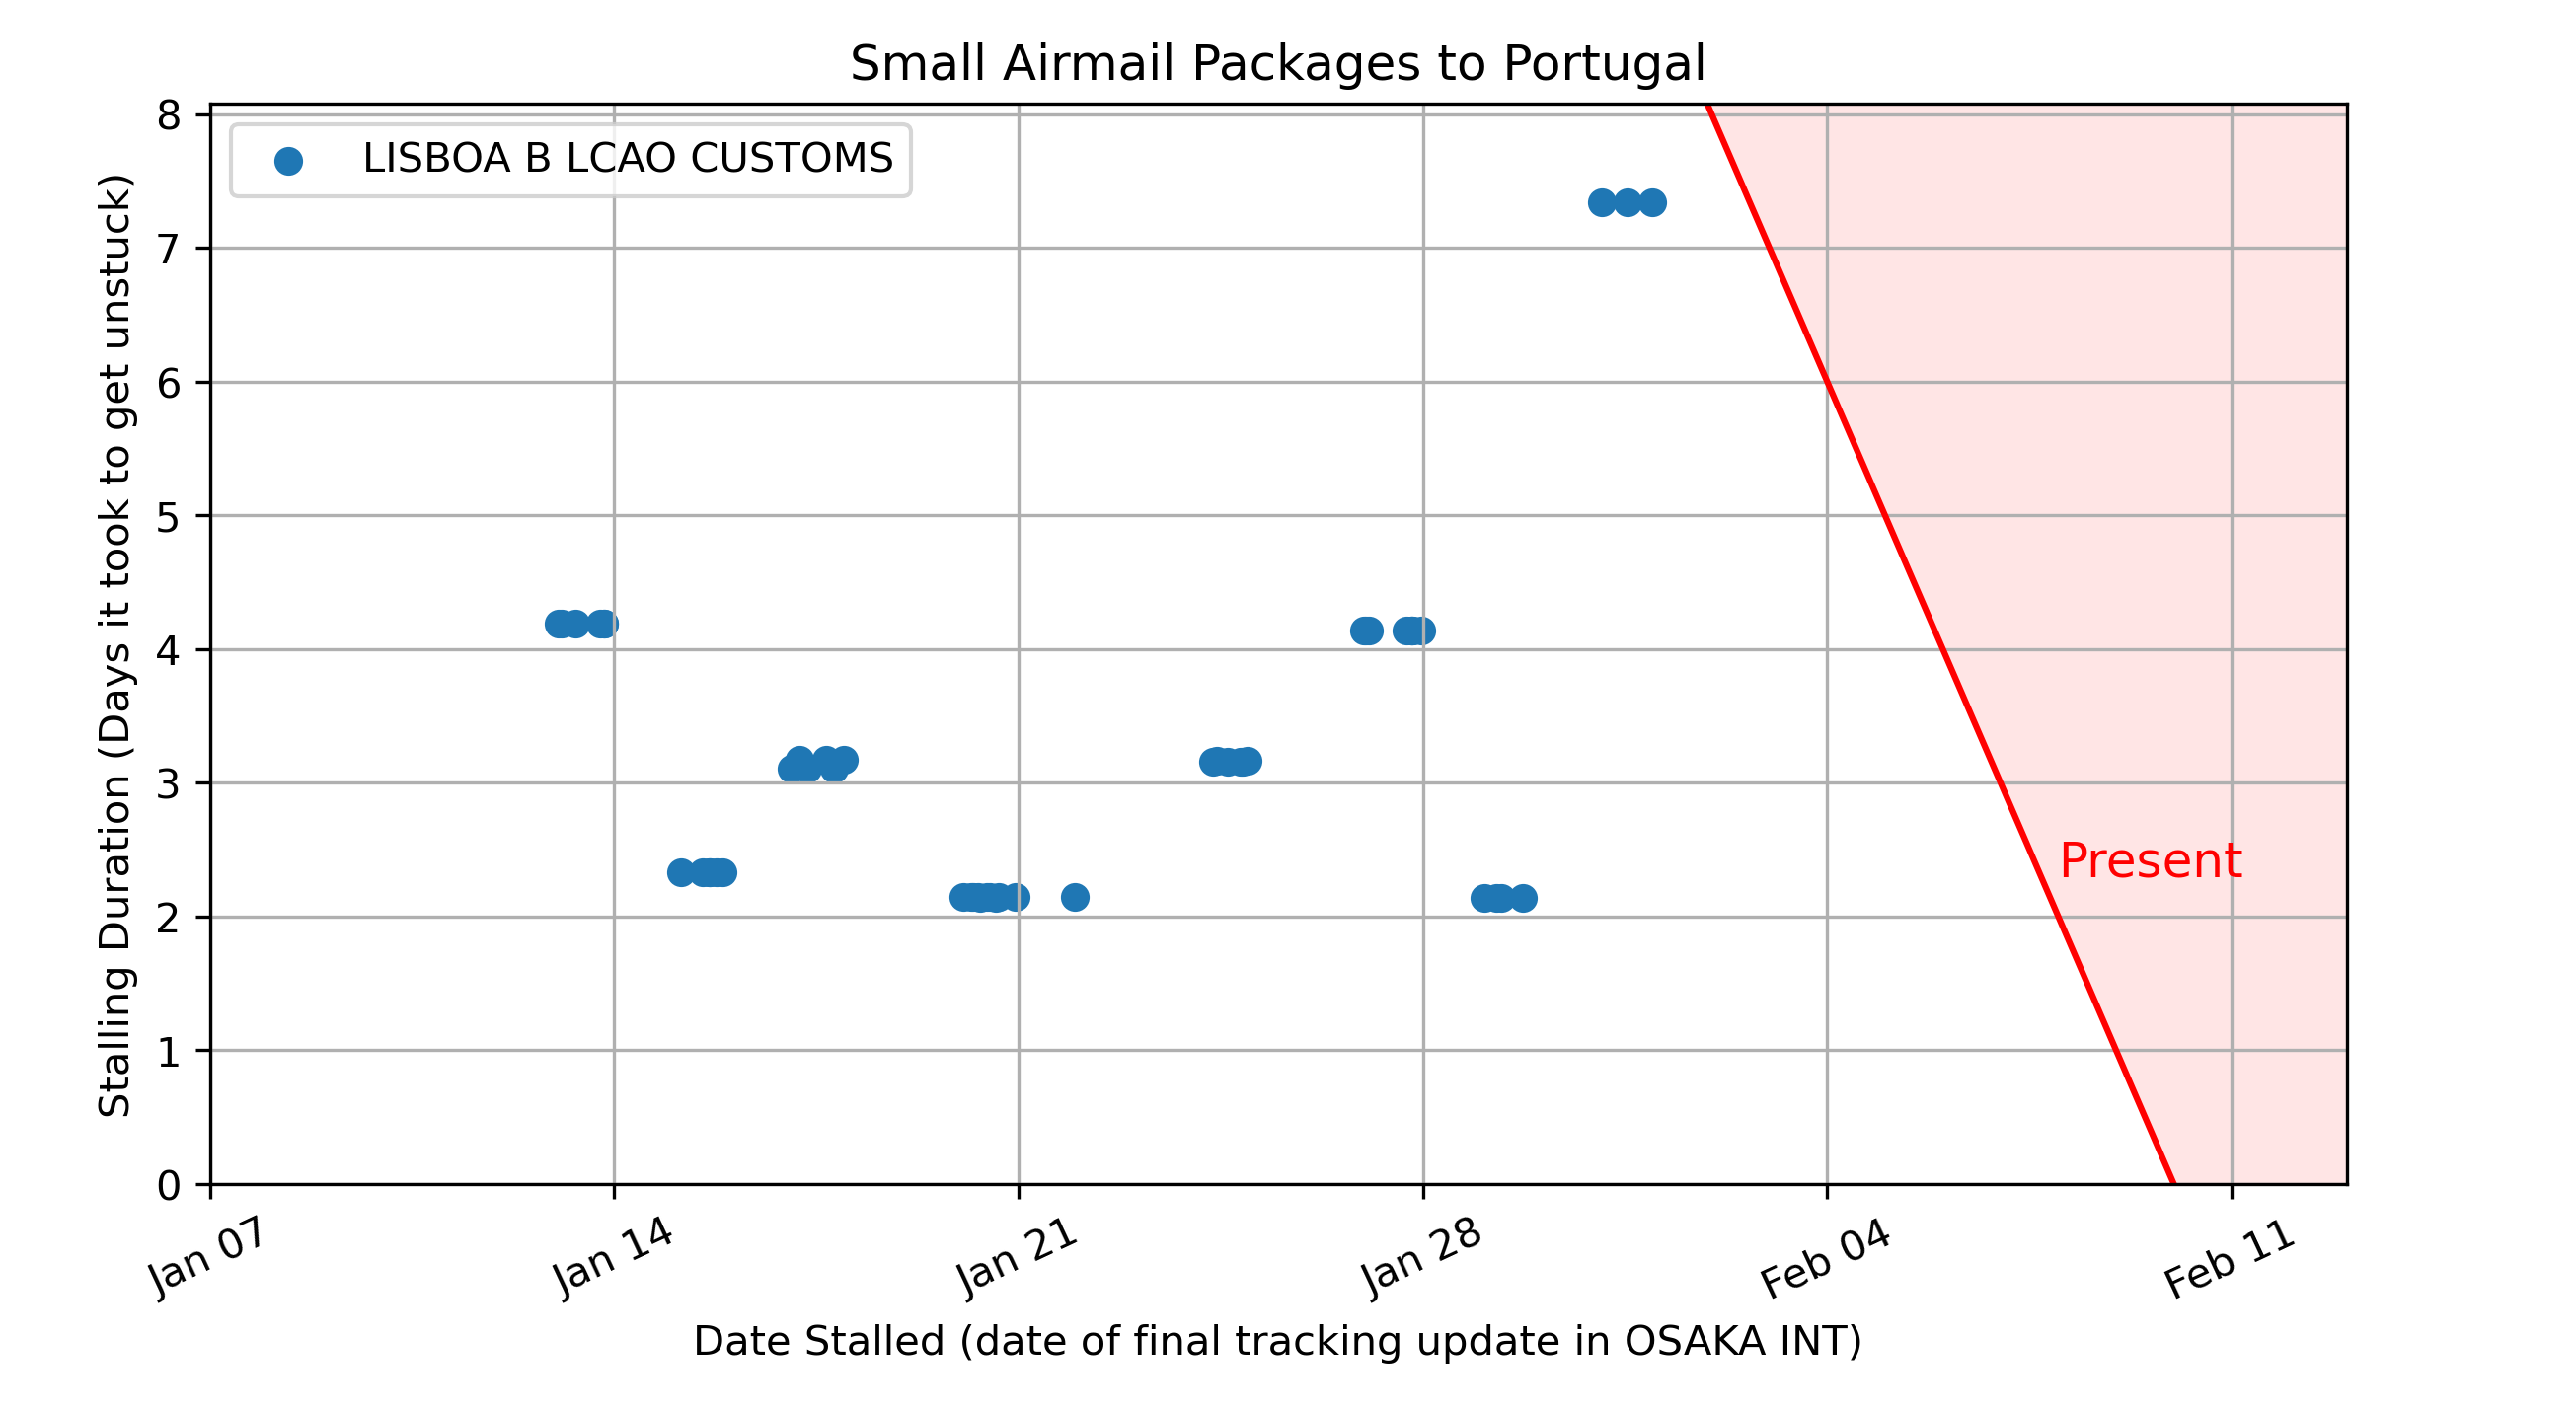 Small Airmail Packages to Portugal
LISBOA B LCAO CUSTOMS
Stalling Duration (Days it took to get unstuck)
8
7
6
5
4
3
2
1
0
Present
Jan 07
Jan 14
Jan 21
Jan 28
Feb 04
Feb 11
Date Stalled (date of final tracking update in OSAKA INT)